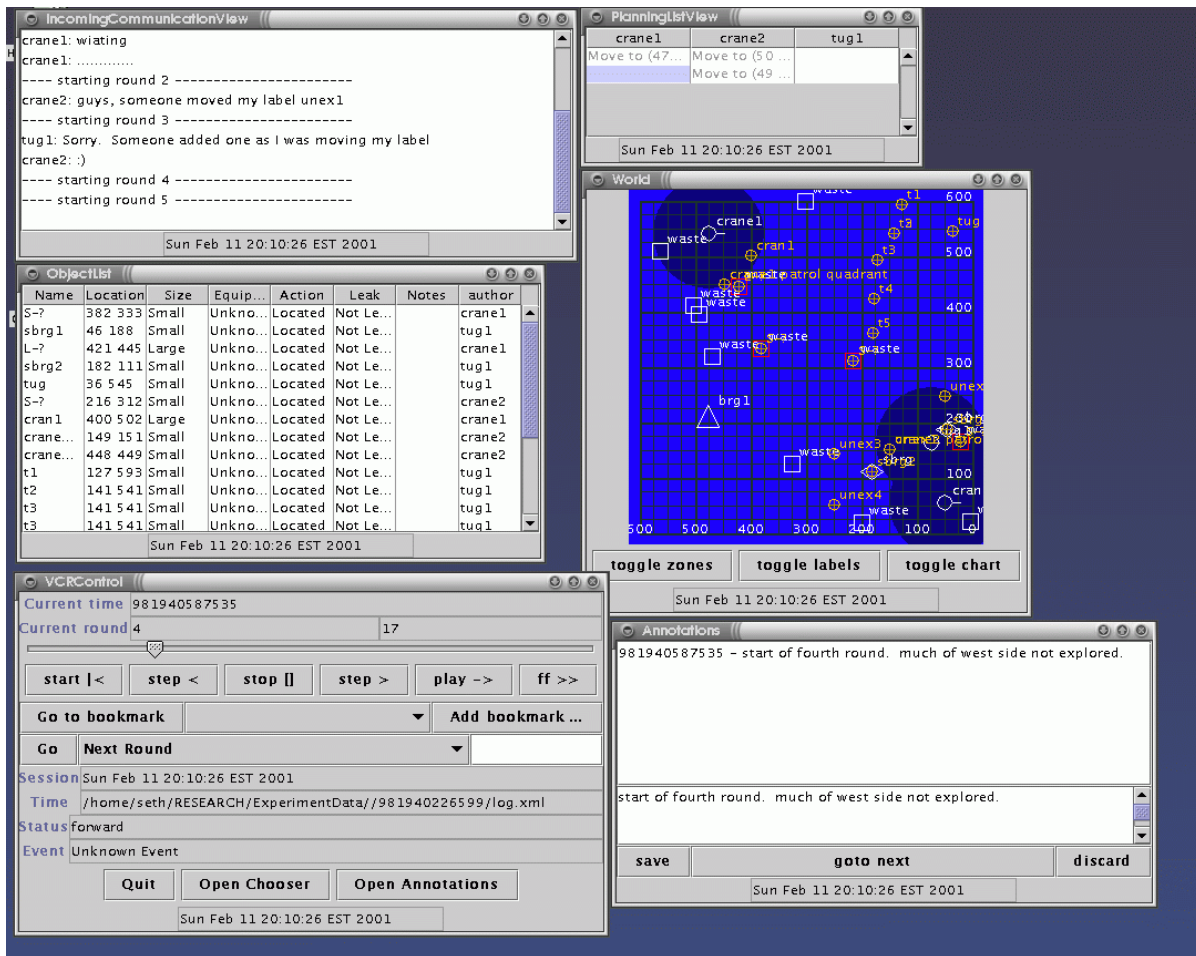 IncomingCommunicationView
crane1: wiating
crane1: .............
---- starting round 2 -----------------------
crane2: guys, someone moved my label unex1
---- starting round 3 -----------------------
tug1: Sorry.  Someone added one as I was moving my label
crane2: :)
---- starting round 4 -----------------------
---- starting round 5 -----------------------
Sun Feb 11 20:10:26 EST 2001
PlanningListView
crane1 crane2 tug1
Move to (47... Move to (50 ...
Move to (49 ...
Sun Feb 11 20:10:26 EST 2001
ObjectList
Name Location Size Equip... Action Leak Notes author
S-? 382 333 Small Unkno... Located Not Le... crane1
sbrg1 46 188 Small Unkno... Located Not Le... tug1
L-? 421 445 Large Unkno... Located Not Le... crane1
sbrg2 182 111 Small Unkno... Located Not Le... tug1
tug 36 545 Small Unkno... Located Not Le... tug1
S-? 216 312 Small Unkno... Located Not Le... crane2
cran1 400 502 Large Unkno... Located Not Le... crane1
crane... 149 151 Small Unkno... Located Not Le... crane2
crane... 448 449 Small Unkno... Located Not Le... crane2
t1 127 593 Small Unkno... Located Not Le... tug1
t2 141 541 Small Unkno... Located Not Le... tug1
t3 141 541 Small Unkno... Located Not Le... tug1
t3 141 541 Small Unkno... Located Not Le... tug1
Sun Feb 11 20:10:26 EST 2001
World
waste t1 600
crane1 tug
waste cran1 t3 500
patrol quadrant
waste t4
waste 400
t5
waste waste waste
300
brg1 unex
unex3 patro
waste
100
unex4 cran
waste
600 500 400 300 200 100 0
toggle zones toggle labels toggle chart
Sun Feb 11 20:10:26 EST 2001
VCRControl
Current time 981940587535
Current round 4 17
start |< step < stop [] step > play -> ff >>
Go to bookmark Add bookmark ...
Go Next Round
Session Sun Feb 11 20:10:26 EST 2001
Time /home/seth/RESEARCH/ExperimentData//981940226599/log.xml
Status forward
Event Unknown Event
Quit Open Chooser Open Annotations
Sun Feb 11 20:10:26 EST 2001
Annotations
981940587535 - start of fourth round.  much of west side not explored.
start of fourth round.  much of west side not explored.
save goto next discard
Sun Feb 11 20:10:26 EST 2001